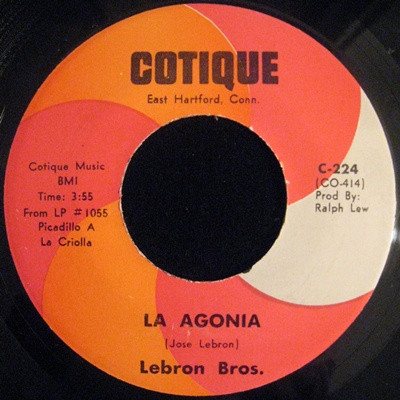 COTIQUE
East Hartford, Conn.
Cotique Music
BMI
Time: 3:55
From LP #1055
Picadillo A
La Criolla
C-224
(CO-414)
Prod By:
Ralph Lew
LA AGONIA
(Jose Lebron)
Lebron Bros.